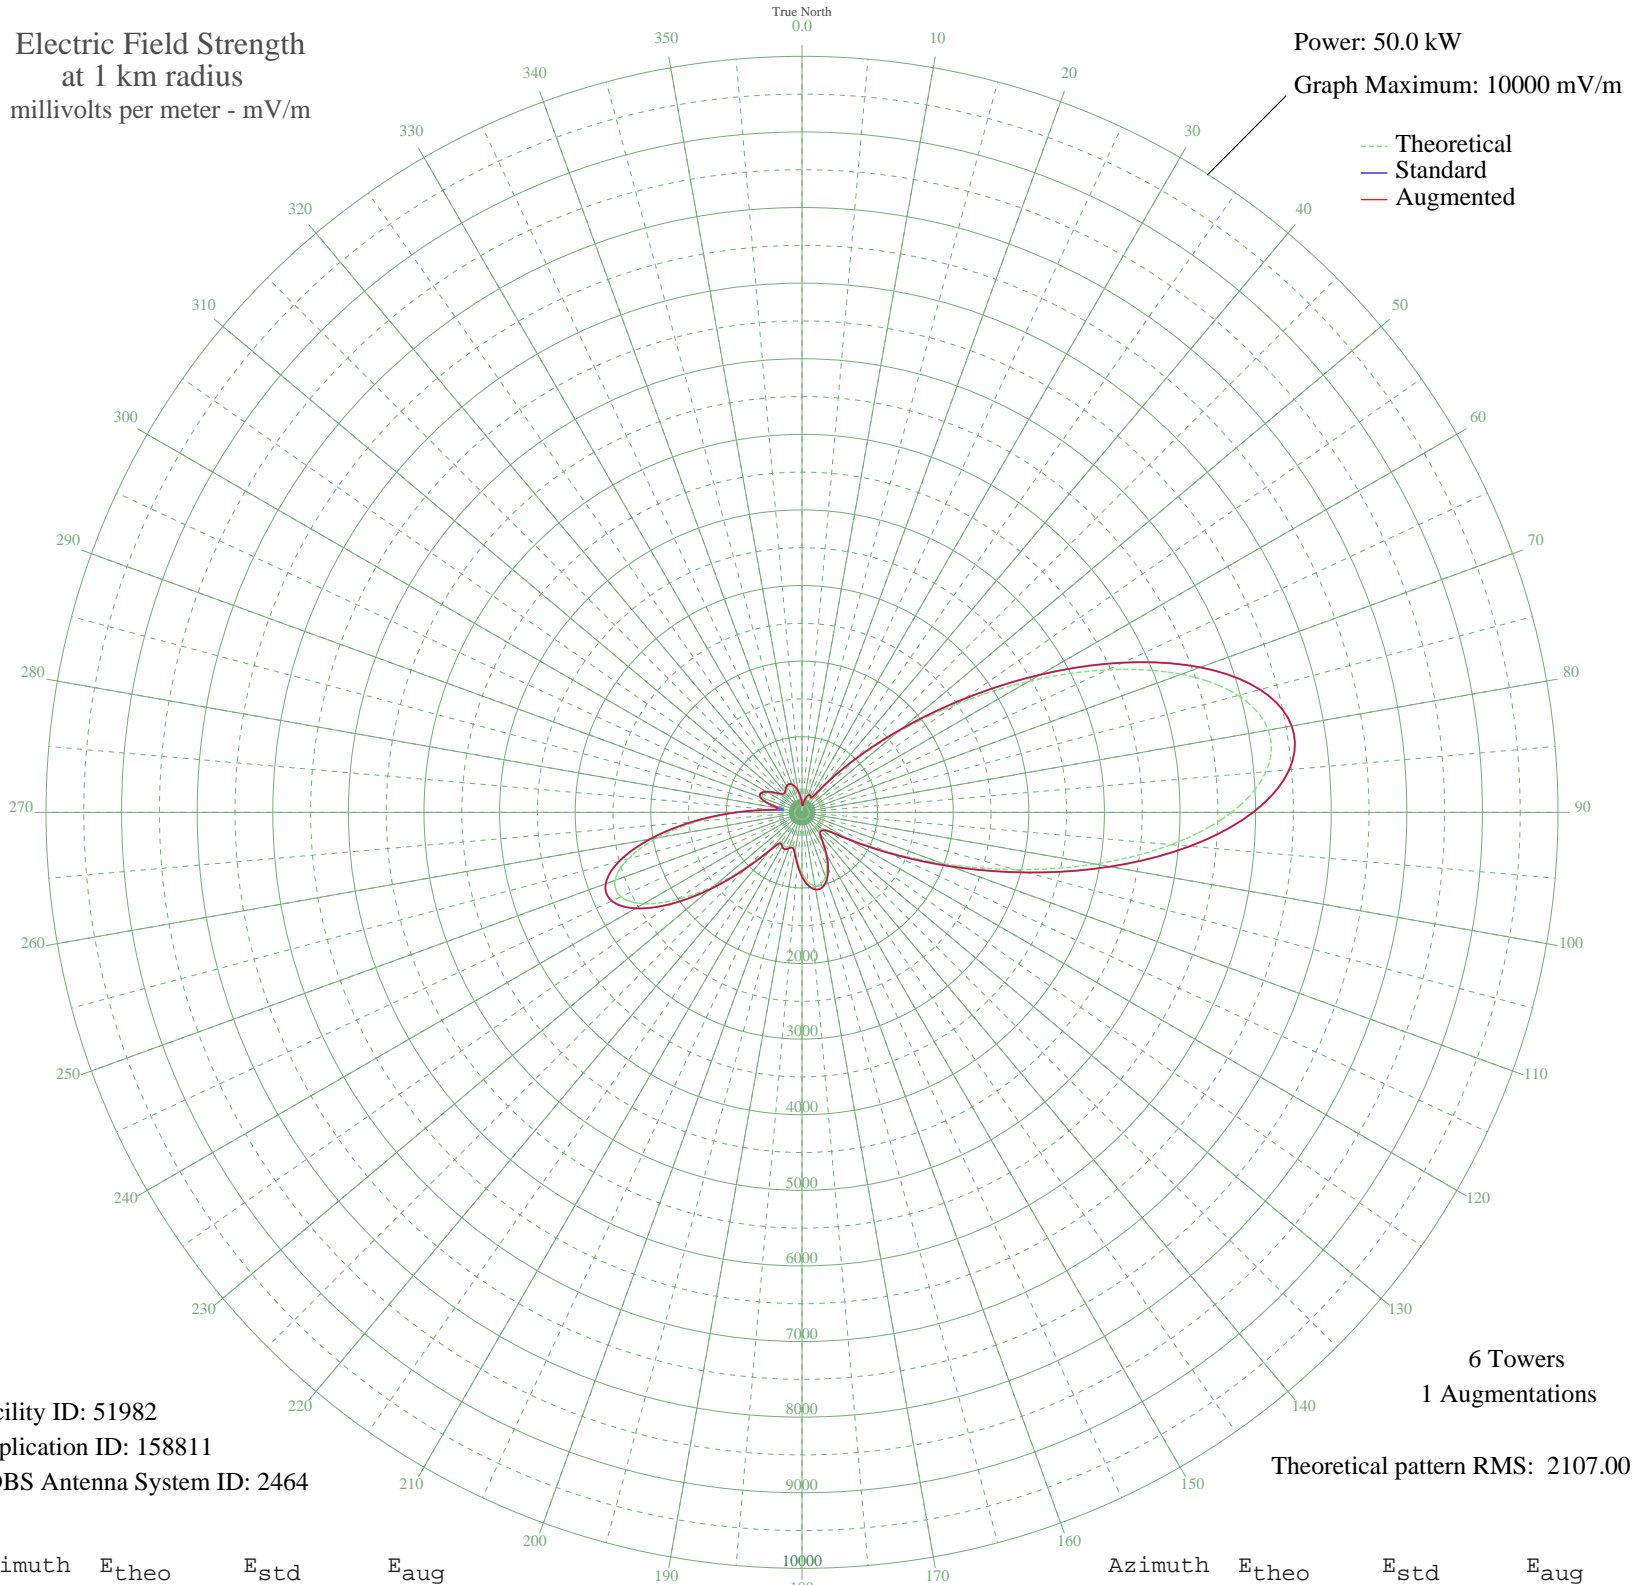 True North
0.0
Electric Field Strength
at 1 km radius
millivolts per meter - mV/m
Power: 50.0 kW
Graph Maximum: 10000 mV/m
Theoretical
Standard
Augmented
10
20
30
40
50
60
70
80
90
100
110
120
130
140
150
160
170
190
200
210
220
230
240
250
260
270
280
290
300
310
320
330
340
350
2000
3000
4000
5000
6000
7000
8000
9000
10000
6 Towers
1 Augmentations
Theoretical pattern RMS: 2107.00
cility ID: 51982
plication ID: 158811
DBS Antenna System ID: 2464
imuth Etheo Estd Eaug
Azimuth Etheo Estd Eaug